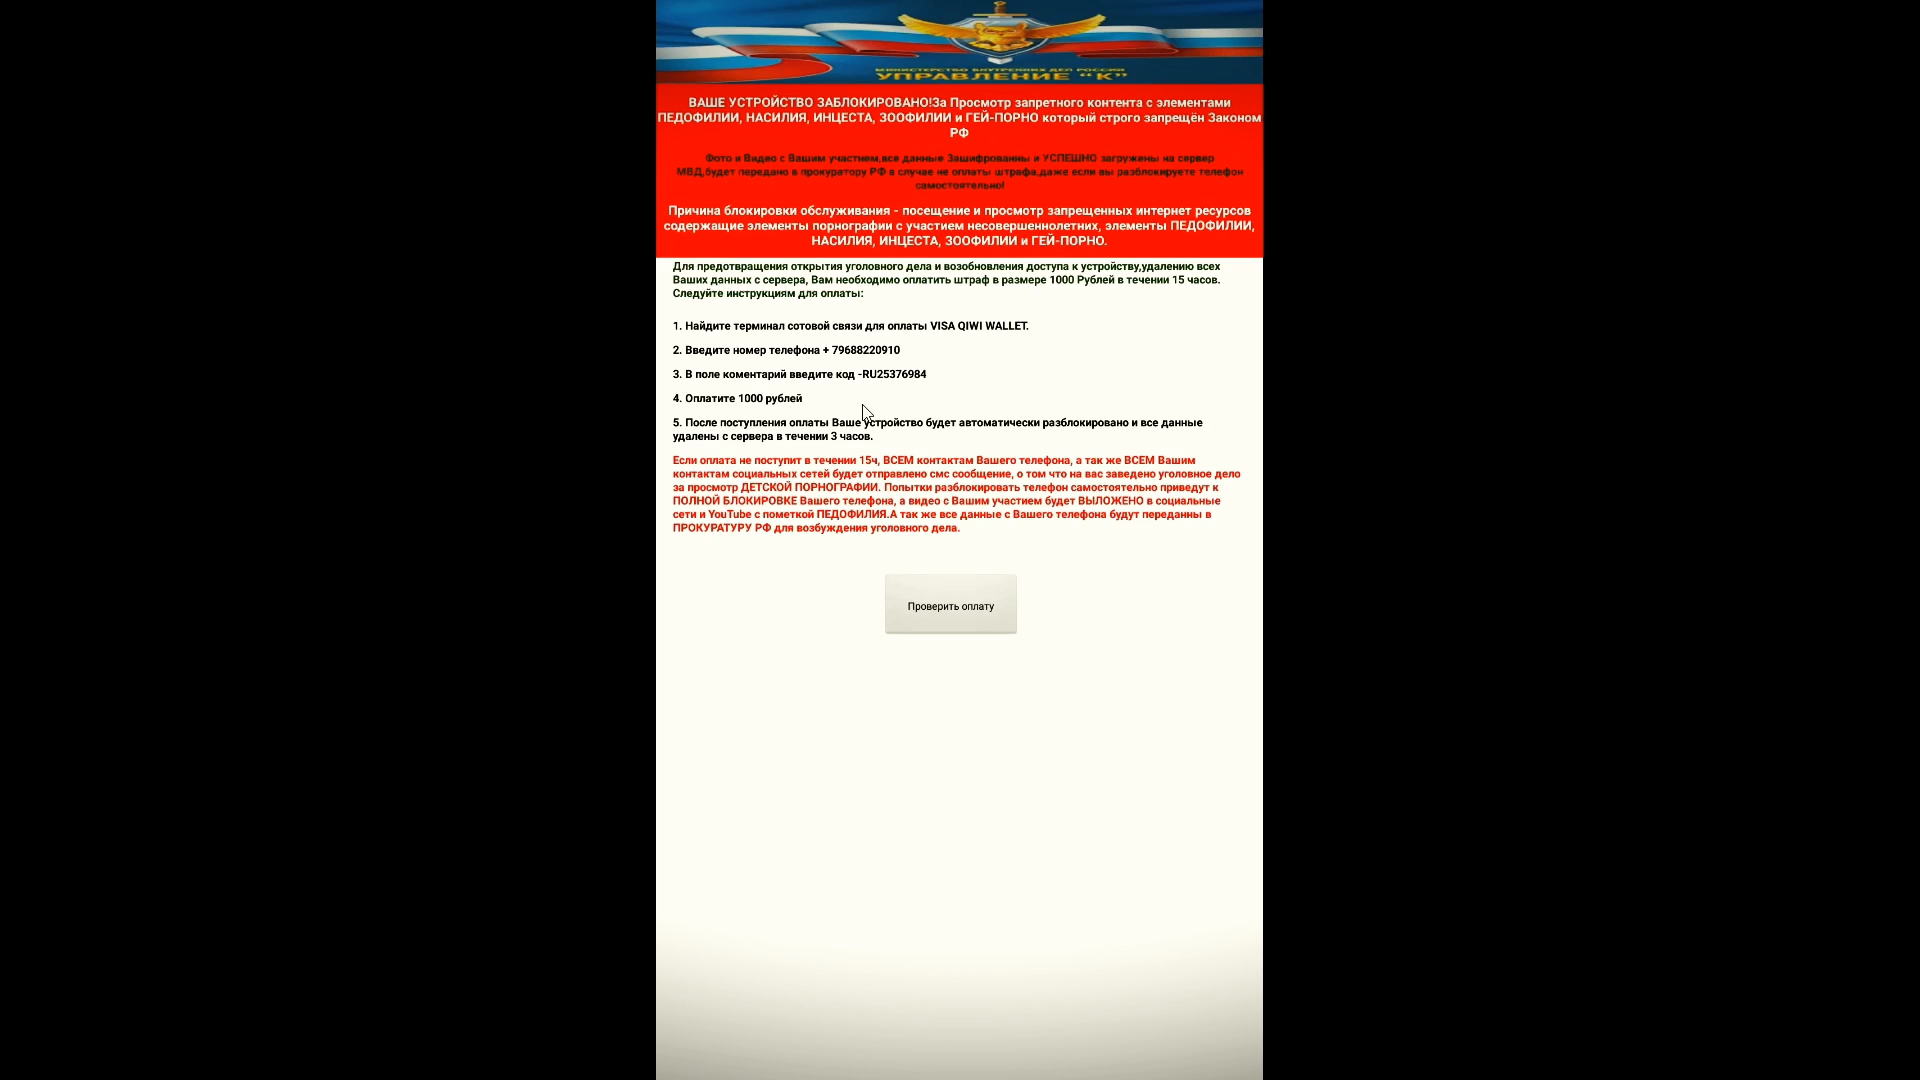 МИНИСТЕРСТВО ВНУТРЕННИХ ДЕЛ РОССИИ
УПРАВЛЕНИЕ “К”
ВАШЕ УСТРОЙСТВО ЗАБЛОКИРОВАНО!За Просмотр запретного контента с элементами
ПЕДОФИЛИИ, НАСИЛИЯ, ИНЦЕСТА, ЗООФИЛИИ и ГЕЙ-ПОРНО который строго запрещён Законом
РФ
Фото и Видео с Вашим участием,все данные Зашифрованны и УСПЕШНО загружены на сервер
МВД,будет передано в прокуратору РФ в случае не оплаты штрафа,даже если вы разблокируете телефон
самостоятельно!
Причина блокировки обслуживания - посещение и просмотр запрещенных интернет ресурсов
содержащие элементы порнографии с участием несовершеннолетних, элементы ПЕДОФИЛИИ,
НАСИЛИЯ, ИНЦЕСТА, ЗООФИЛИИ и ГЕЙ-ПОРНО.
Для предотвращения открытия уголовного дела и возобновления доступа к устройству,удалению всех
Ваших данных с сервера, Вам необходимо оплатить штраф в размере 1000 Рублей в течении 15 часов.
Следуйте инструкциям для оплаты:
1. Найдите терминал сотовой связи для оплаты VISA QIWI WALLET.
2. Введите номер телефона + 79688220910
3. В поле коментарий введите код -RU25376984
4. Оплатите 1000 рублей
5. После поступления оплаты Ваше устройство будет автоматически разблокировано и все данные
удалены с сервера в течении 3 часов.
Если оплата не поступит в течении 15ч, ВСЕМ контактам Вашего телефона, а так же ВСЕМ Вашим
контактам социальных сетей будет отправлено смс сообщение, о том что на вас заведено уголовное дело
за просмотр ДЕТСКОЙ ПОРНОГРАФИИ. Попытки разблокировать телефон самостоятельно приведут к
ПОЛНОЙ БЛОКИРОВКЕ Вашего телефона, а видео с Вашим участием будет ВЫЛОЖЕНО в социальные
сети и YouTube с пометкой ПЕДОФИЛИЯ.А так же все данные с Вашего телефона будут переданны в
ПРОКУРАТУРУ РФ для возбуждения уголовного дела.
Проверить оплату